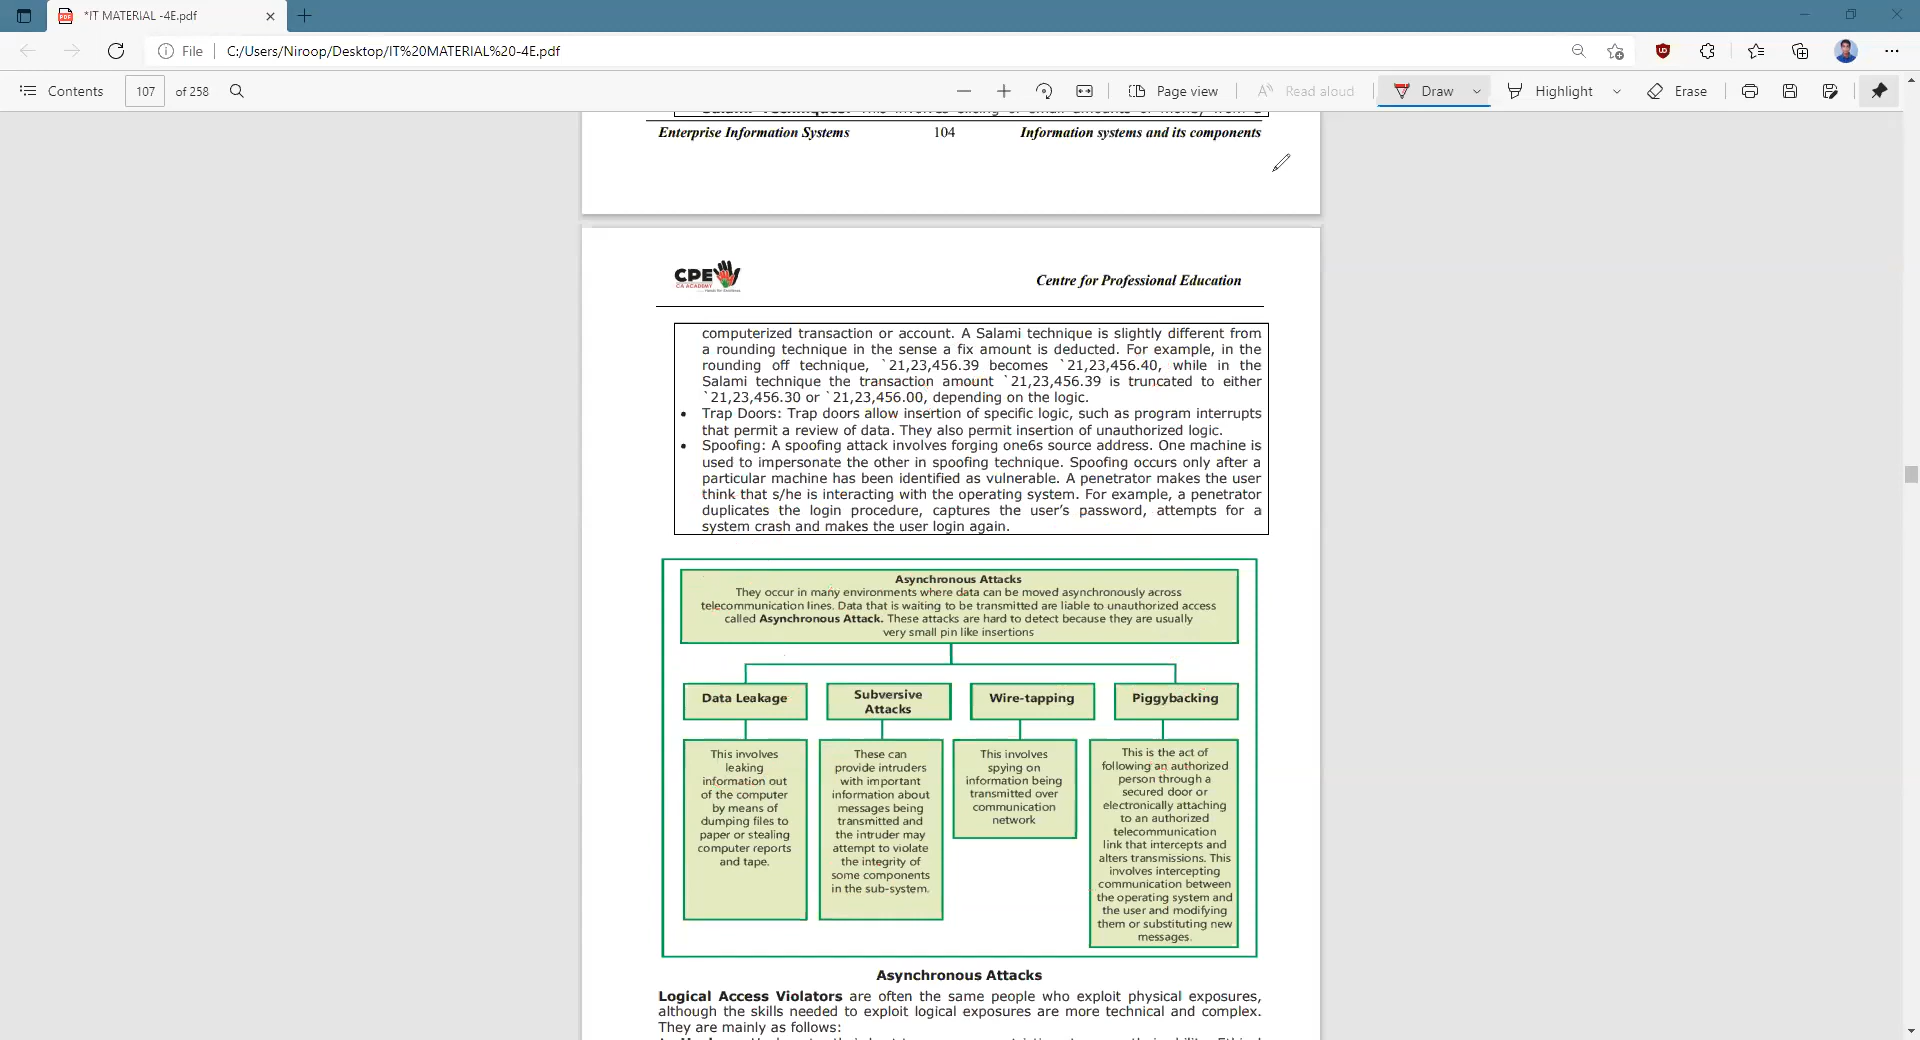 *IT MATERIAL -4E.pdf
File
C:/Users/Niroop/Desktop/IT%20MATERIAL%20-4E.pdf
Contents
107
of 258
Page view
Read aloud
Draw
Highlight
Erase
Enterprise Information Systems 104 Information systems and its components
CPE
CA ACADEMY
Centre for Professional Education
computerized transaction or account. A Salami technique is slightly different from
a rounding technique in the sense a fix amount is deducted. For example, in the
rounding off technique, `21,23,456.39 becomes `21,23,456.40, while in the
Salami technique the transaction amount `21,23,456.39 is truncated to either
`21,23,456.30 or `21,23,456.00, depending on the logic.
• Trap Doors: Trap doors allow insertion of specific logic, such as program interrupts
that permit a review of data. They also permit insertion of unauthorized logic.
• Spoofing: A spoofing attack involves forging one6s source address. One machine is
used to impersonate the other in spoofing technique. Spoofing occurs only after a
particular machine has been identified as vulnerable. A penetrator makes the user
think that s/he is interacting with the operating system. For example, a penetrator
duplicates the login procedure, captures the user's password, attempts for a
system crash and makes the user login again.
Asynchronous Attacks
They occur in many environments where data can be moved asynchronously across
telecommunication lines. Data that is waiting to be transmitted are liable to unauthorized access
called Asynchronous Attack. These attacks are hard to detect because they are usually
very small pin like insertions
Data Leakage
This involves
leaking
information out
of the computer
by means of
dumping files to
paper or stealing
computer reports
and tape.
Subversive
Attacks
These can
provide intruders
with important
information about
messages being
transmitted and
the intruder may
attempt to violate
the integrity of
some components
in the sub-system.
Wire-tapping
This involves
spying on
information being
transmitted over
communication
network
Piggybacking
This is the act of
following an authorized
person through a
secured door or
electronically attaching
to an authorized
telecommunication
link that intercepts and
alters transmissions. This
involves intercepting
communication between
the operating system and
the user and modifying
them or substituting new
messages.
Asynchronous Attacks
Logical Access Violators are often the same people who exploit physical exposures,
although the skills needed to exploit logical exposures are more technical and complex.
They are mainly as follows: